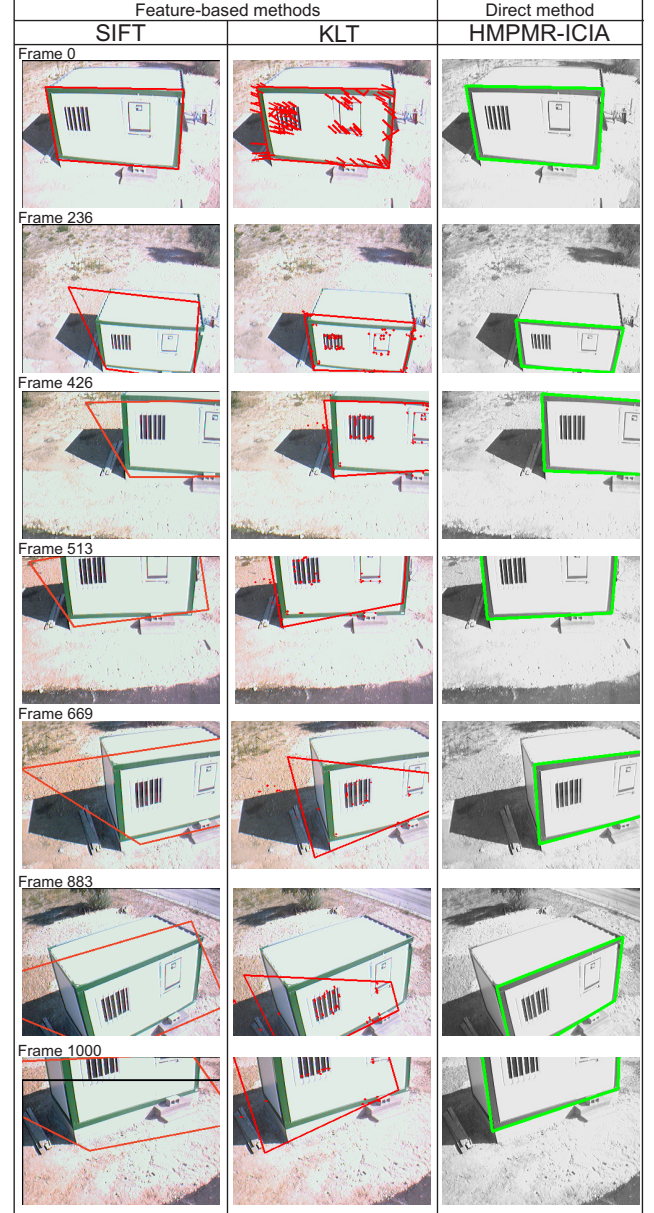 Feature-based methods
Direct method
SIFT
KLT
HMPMR-ICIA
Frame 0
Frame 236
Frame 426
Frame 513
Frame 669
Frame 883
Frame 1000